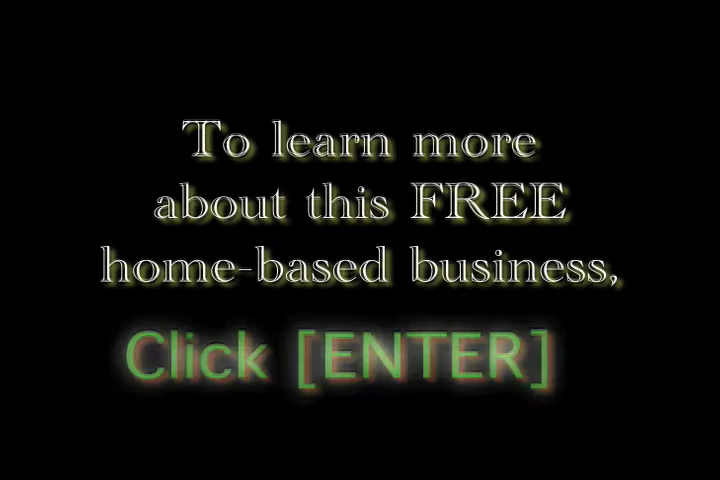 To learn more
about this FREE
home-based business,
Click [ENTER]